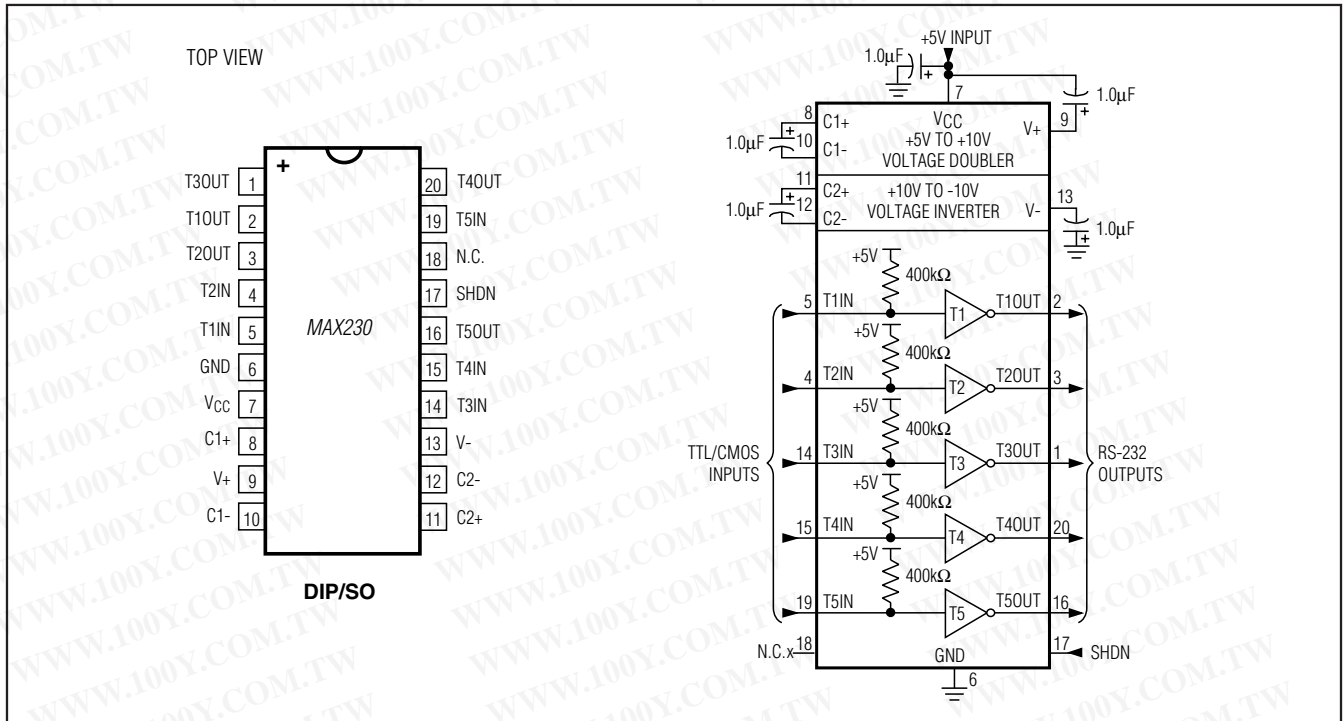 TOP VIEW
+
T3OUT 1
T1OUT 2
T2OUT 3
T2IN 4
T1IN 5
GND 6
VCC 7
C1+ 8
V+ 9
C1- 10
MAX230
20 T4OUT
19 T5IN
18 N.C.
17 SHDN
16 T5OUT
15 T4IN
14 T3IN
13 V-
12 C2-
11 C2+
DIP/SO
+5V INPUT
1.0µF
+
7
1.0µF
+
8 C1+
VCC
V+ 9
+5V TO +10V
VOLTAGE DOUBLER
1.0µF
+
10 C1-
11 C2+
+10V TO -10V
VOLTAGE INVERTER
V- 13
1.0µF
+
12 C2-
1.0µF
+
+5V
400kΩ
5 T1IN T1 T1OUT 2
+5V
400kΩ
4 T2IN T2 T2OUT 3
+5V
400kΩ
14 T3IN T3 T3OUT 1
TTL/CMOS
INPUTS
RS-232
OUTPUTS
+5V
400kΩ
15 T4IN T4 T4OUT 20
+5V
400kΩ
19 T5IN T5 T5OUT 16
N.C.x 18
GND
17 SHDN
6
WWW.100Y.COM.TW